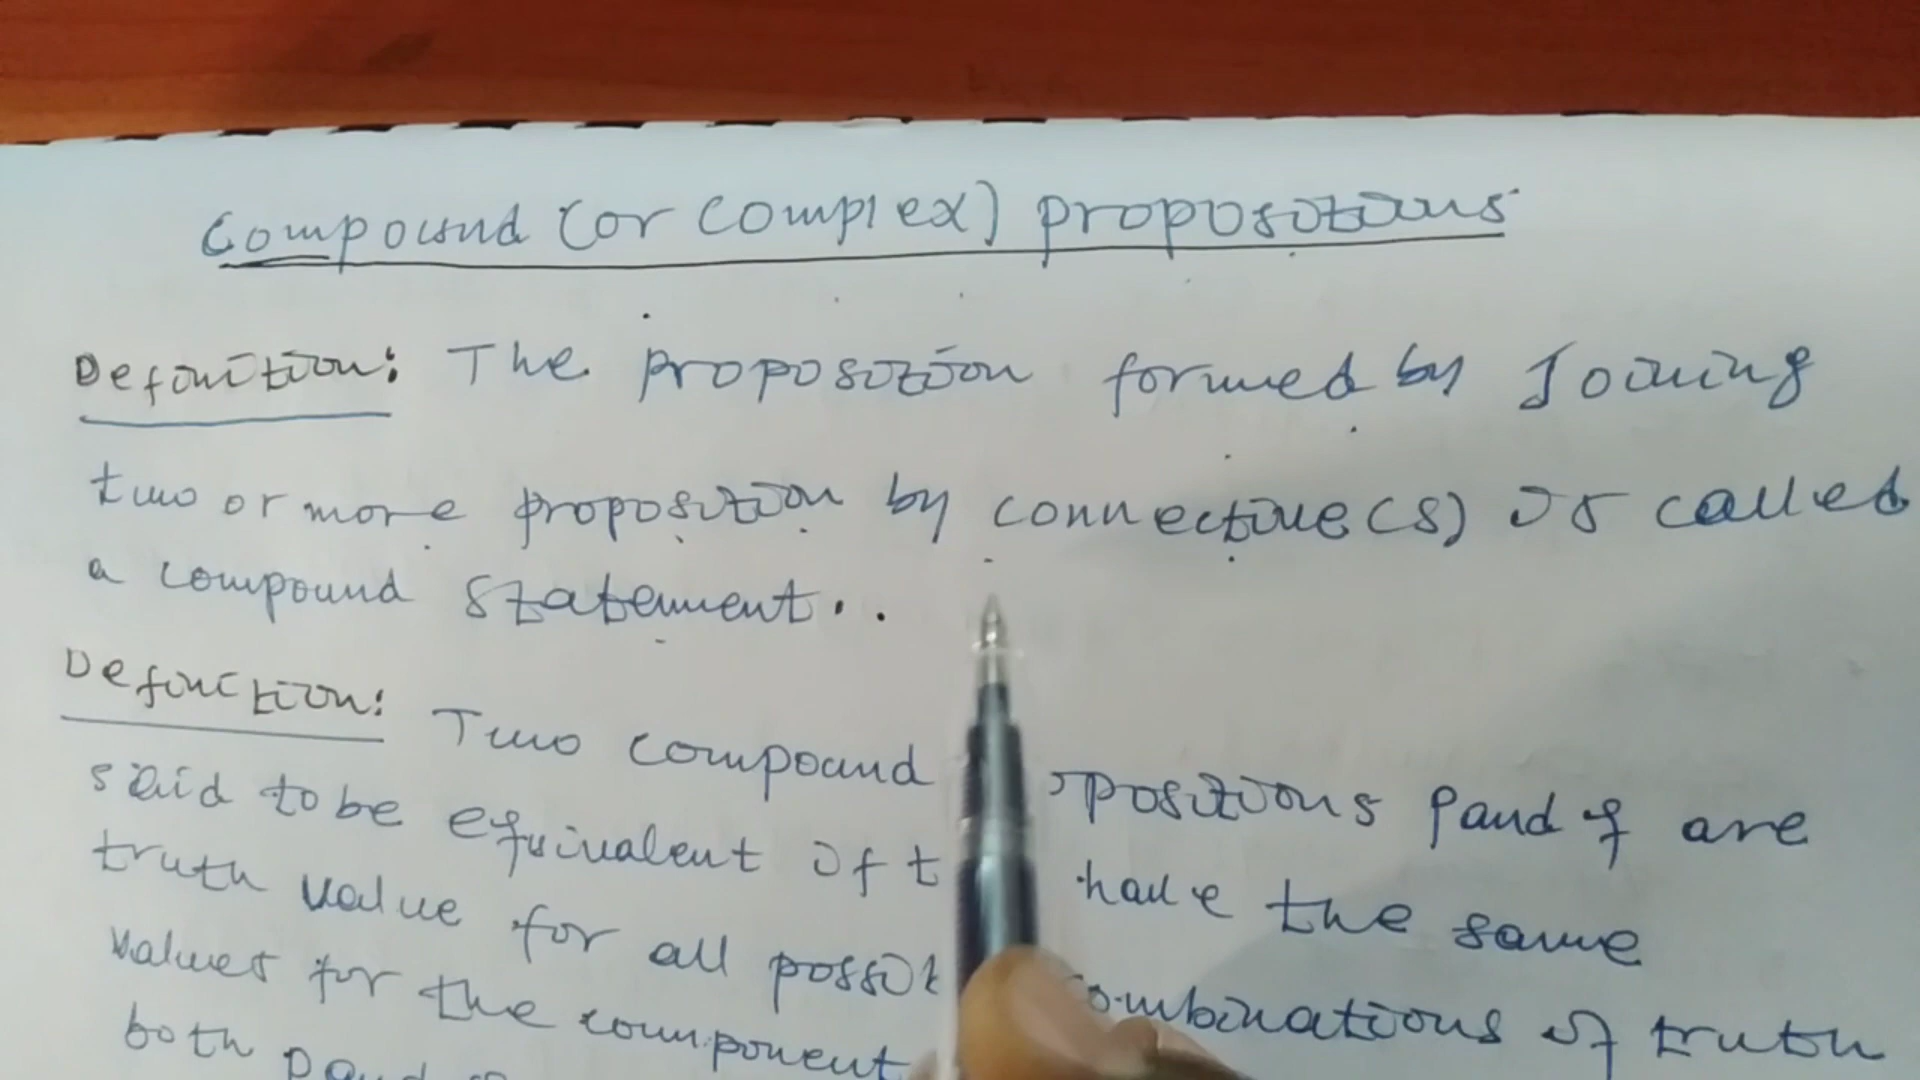 Compound (or complex) propositions
Definition: The proposition formed by Joining
two or more proposition by connective(s) is called
a compound statement..
Definition: Two compound positions P and q are
said to be equivalent if have the same
truth value for all combinations of truth
values for the component
both P and